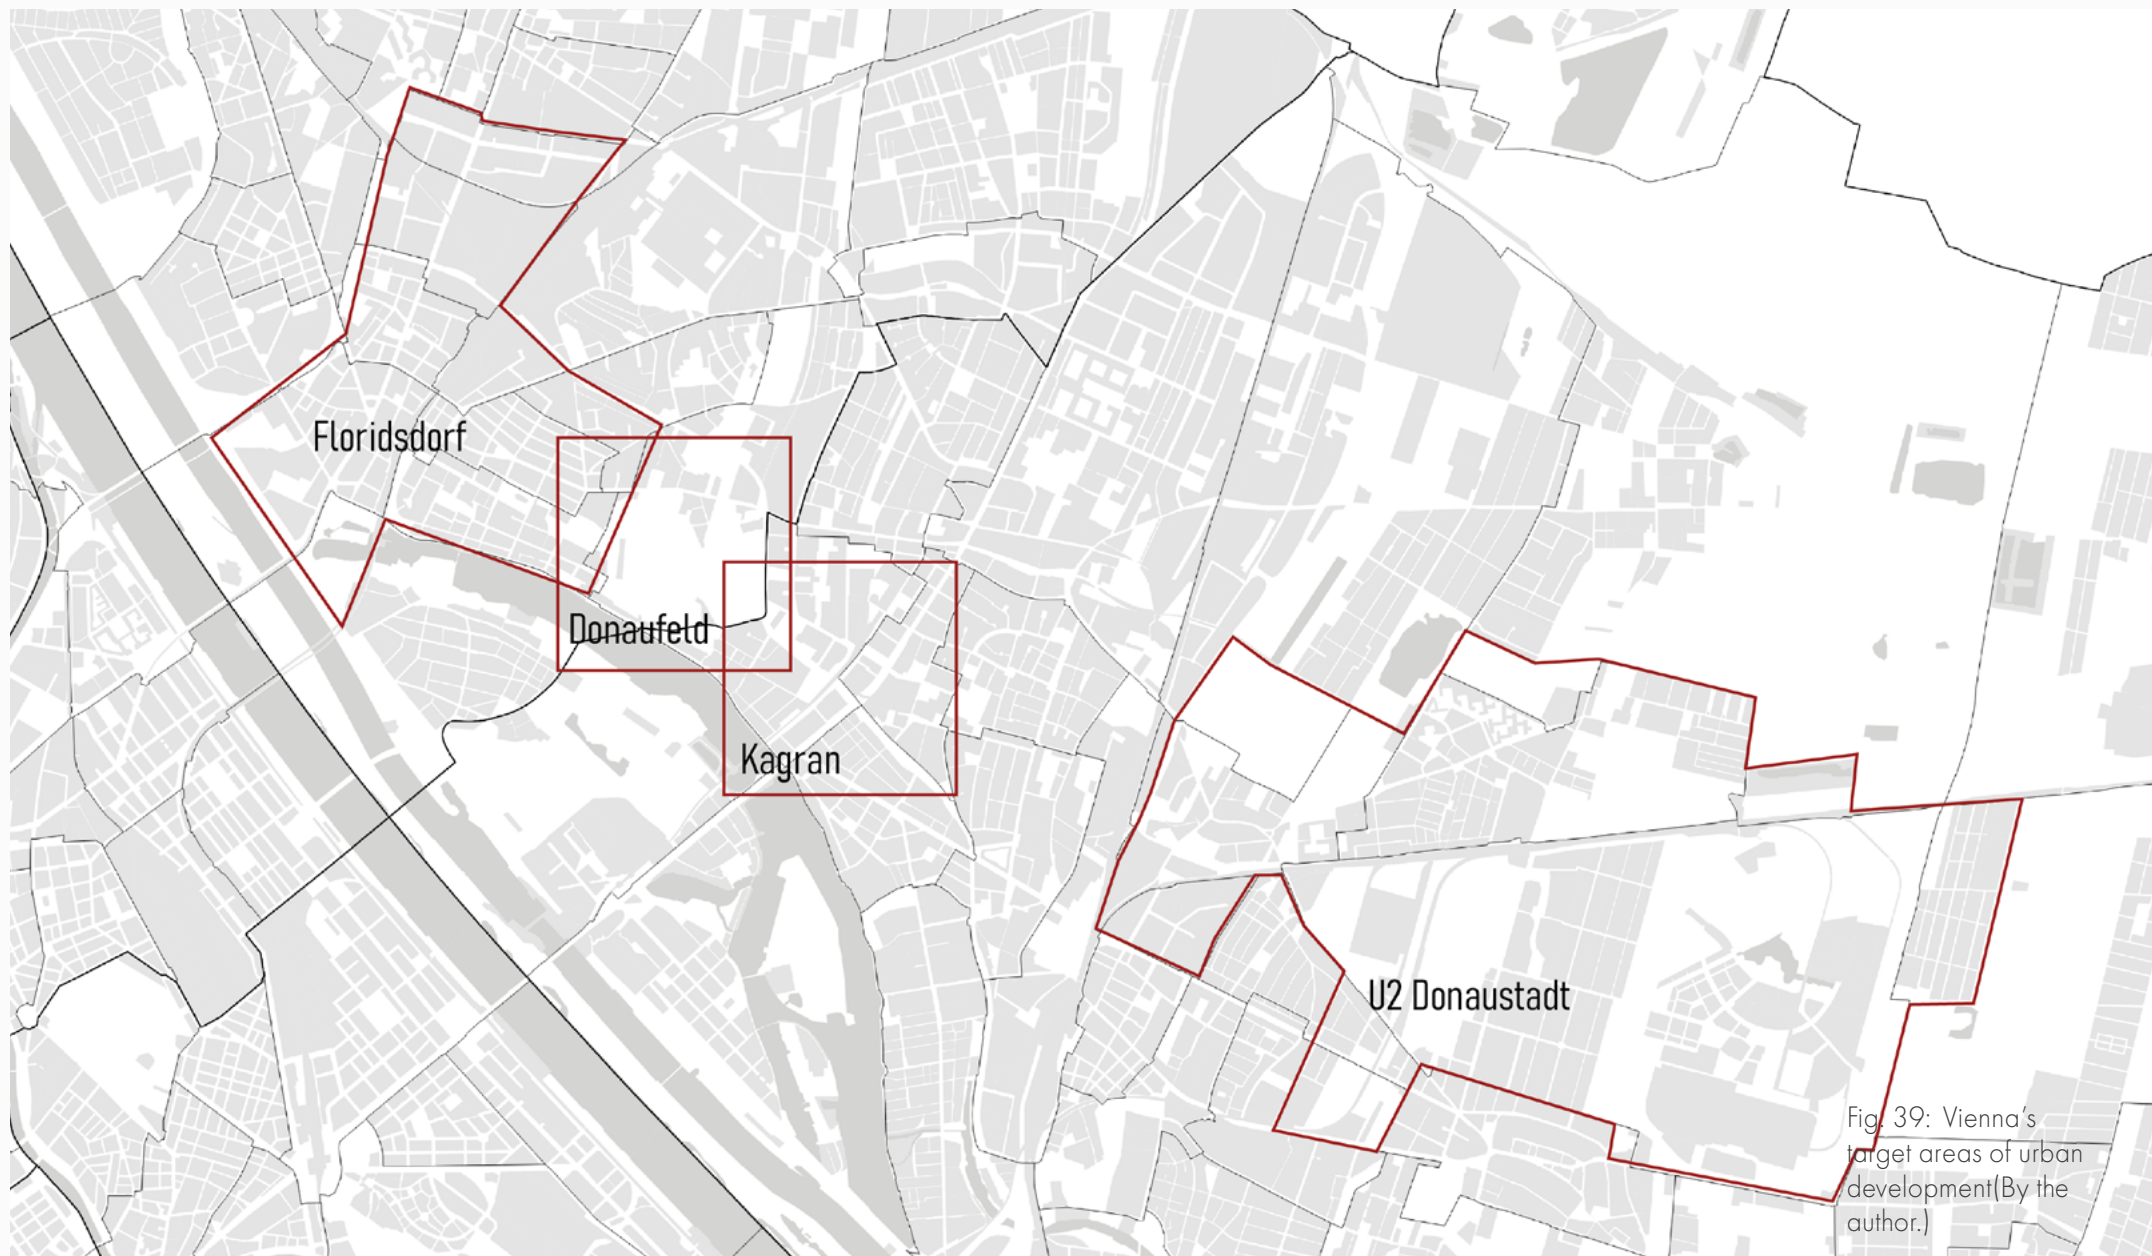 Floridsdorf
Donaufeld
Kagran
U2 Donaustadt
Fig. 39: Vienna’s
target areas of urban
development(By the
author.)